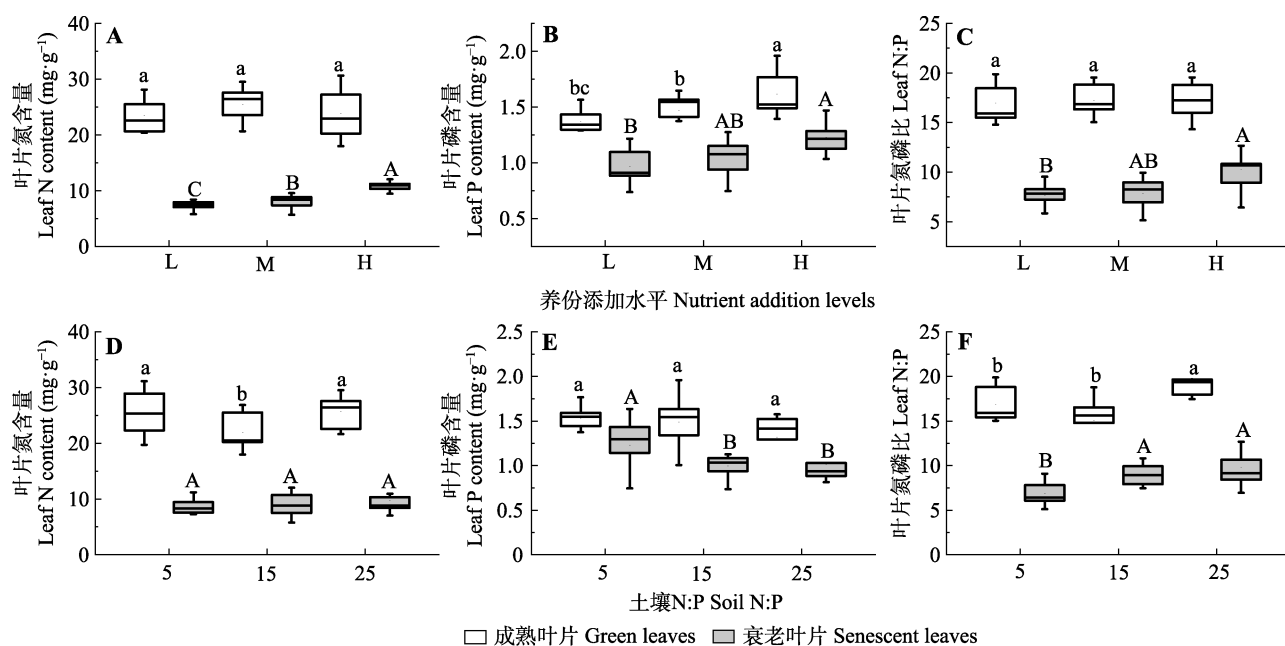 A
叶片氮含量
Leaf N content (mg·g⁻¹)
40
30
20
10
0
a
a
a
C
B
A
L
M
H
B
叶片磷含量
Leaf P content (mg·g⁻¹)
2.0
1.5
1.0
0.5
bc
b
a
B
AB
A
L
M
H
C
叶片氮磷比 Leaf N:P
25
20
15
10
5
a
a
a
B
AB
A
L
M
H
养份添加水平 Nutrient addition levels
D
叶片氮含量
Leaf N content (mg·g⁻¹)
40
30
20
10
0
a
b
a
A
A
A
5
15
25
E
叶片磷含量
Leaf P content (mg·g⁻¹)
2.5
2.0
1.5
1.0
0.5
0
a
a
a
A
B
B
5
15
25
F
叶片氮磷比 Leaf N:P
25
20
15
10
5
0
b
b
a
B
A
A
5
15
25
土壤N:P Soil N:P
成熟叶片 Green leaves
衰老叶片 Senescent leaves